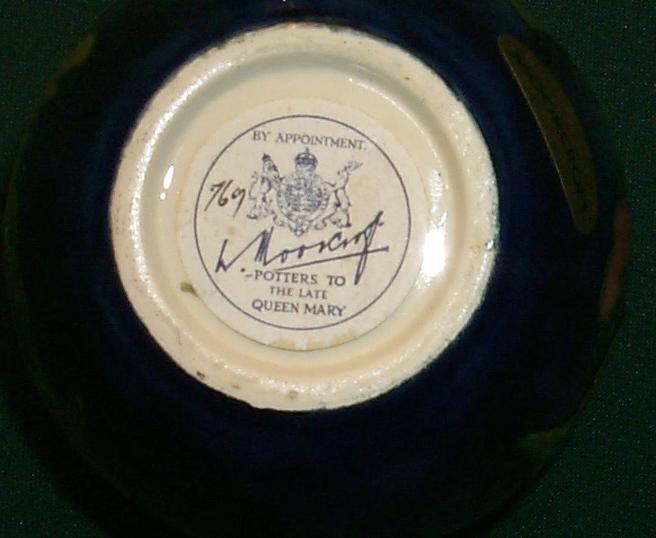 BY APPOINTMENT.
769
W. Moorcroft
POTTERS TO
THE LATE
QUEEN MARY